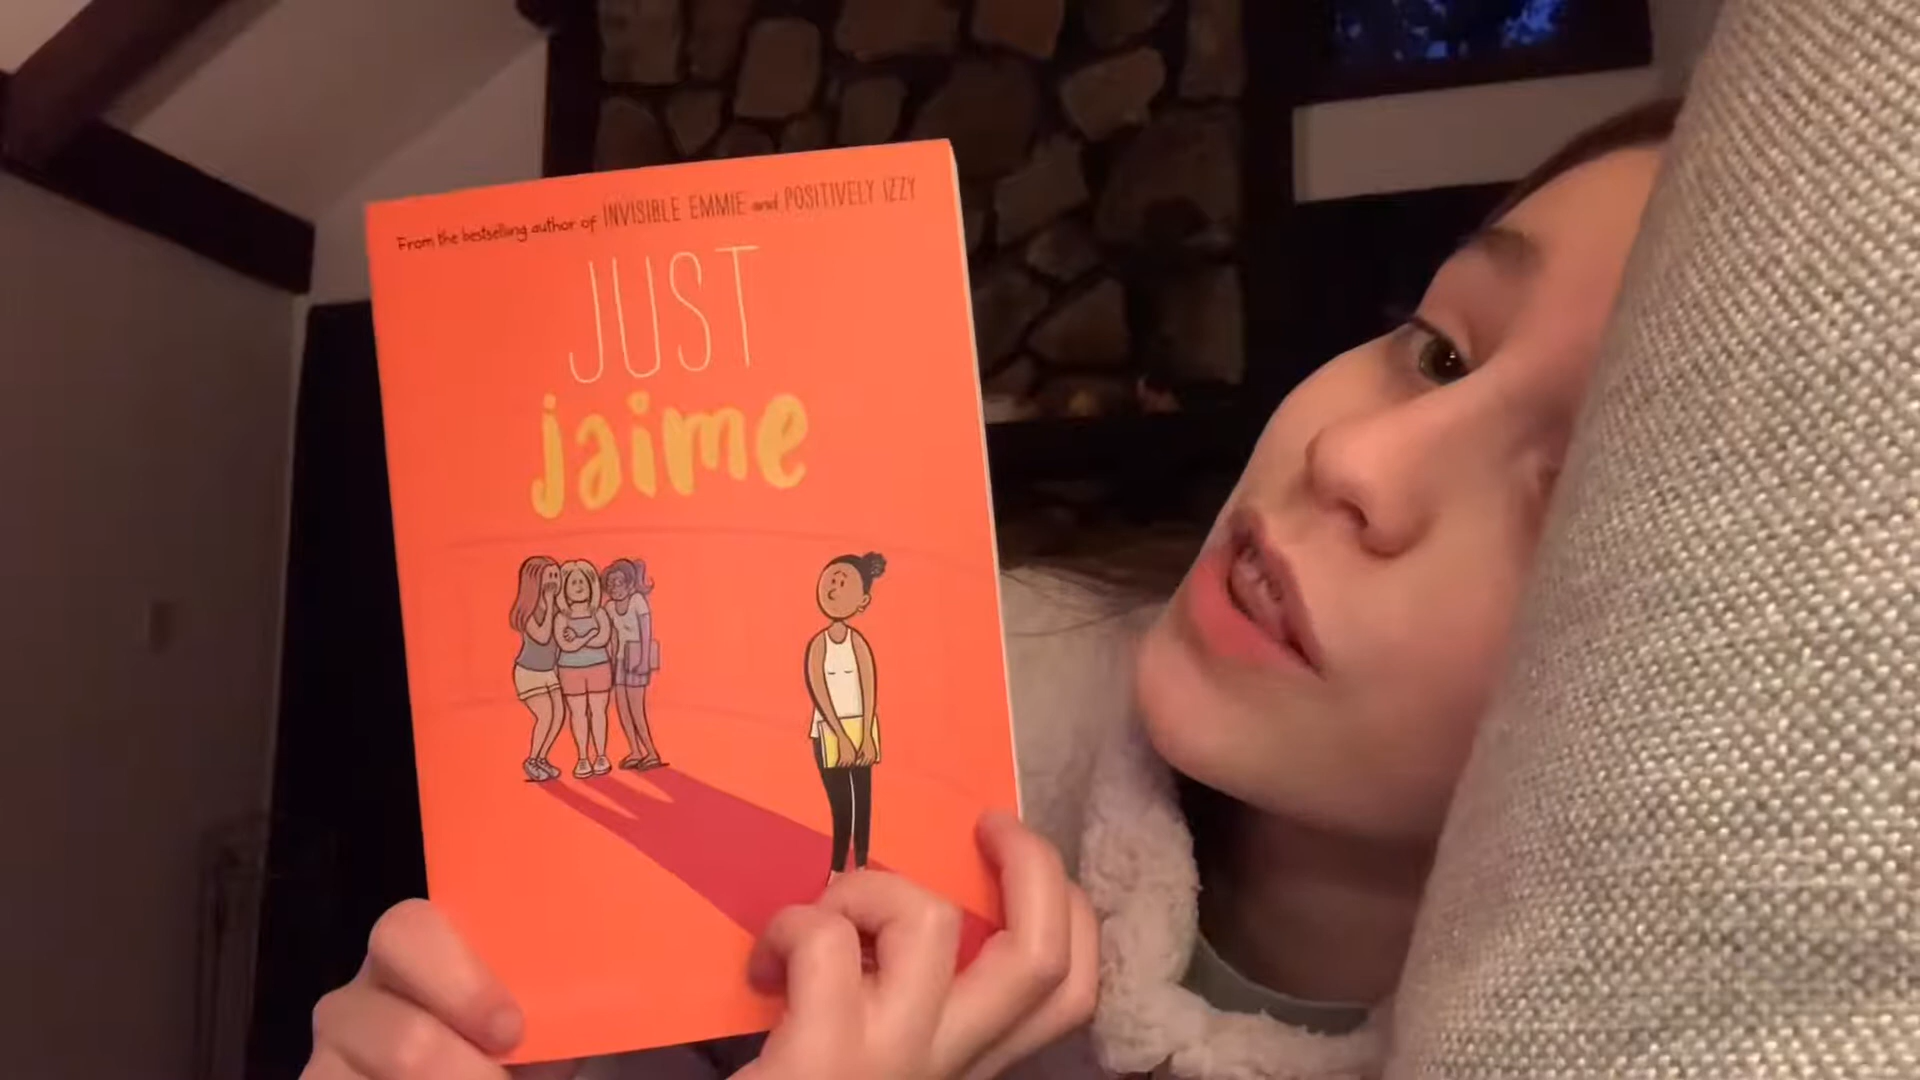 From the bestselling author of INVISIBLE EMMIE and POSITIVELY IZZY
JUST
jaime